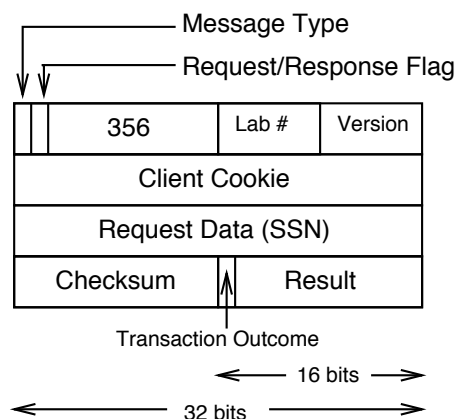 Message Type
Request/Response Flag
356 Lab # Version
Client Cookie
Request Data (SSN)
Checksum Result
Transaction Outcome
16 bits
32 bits